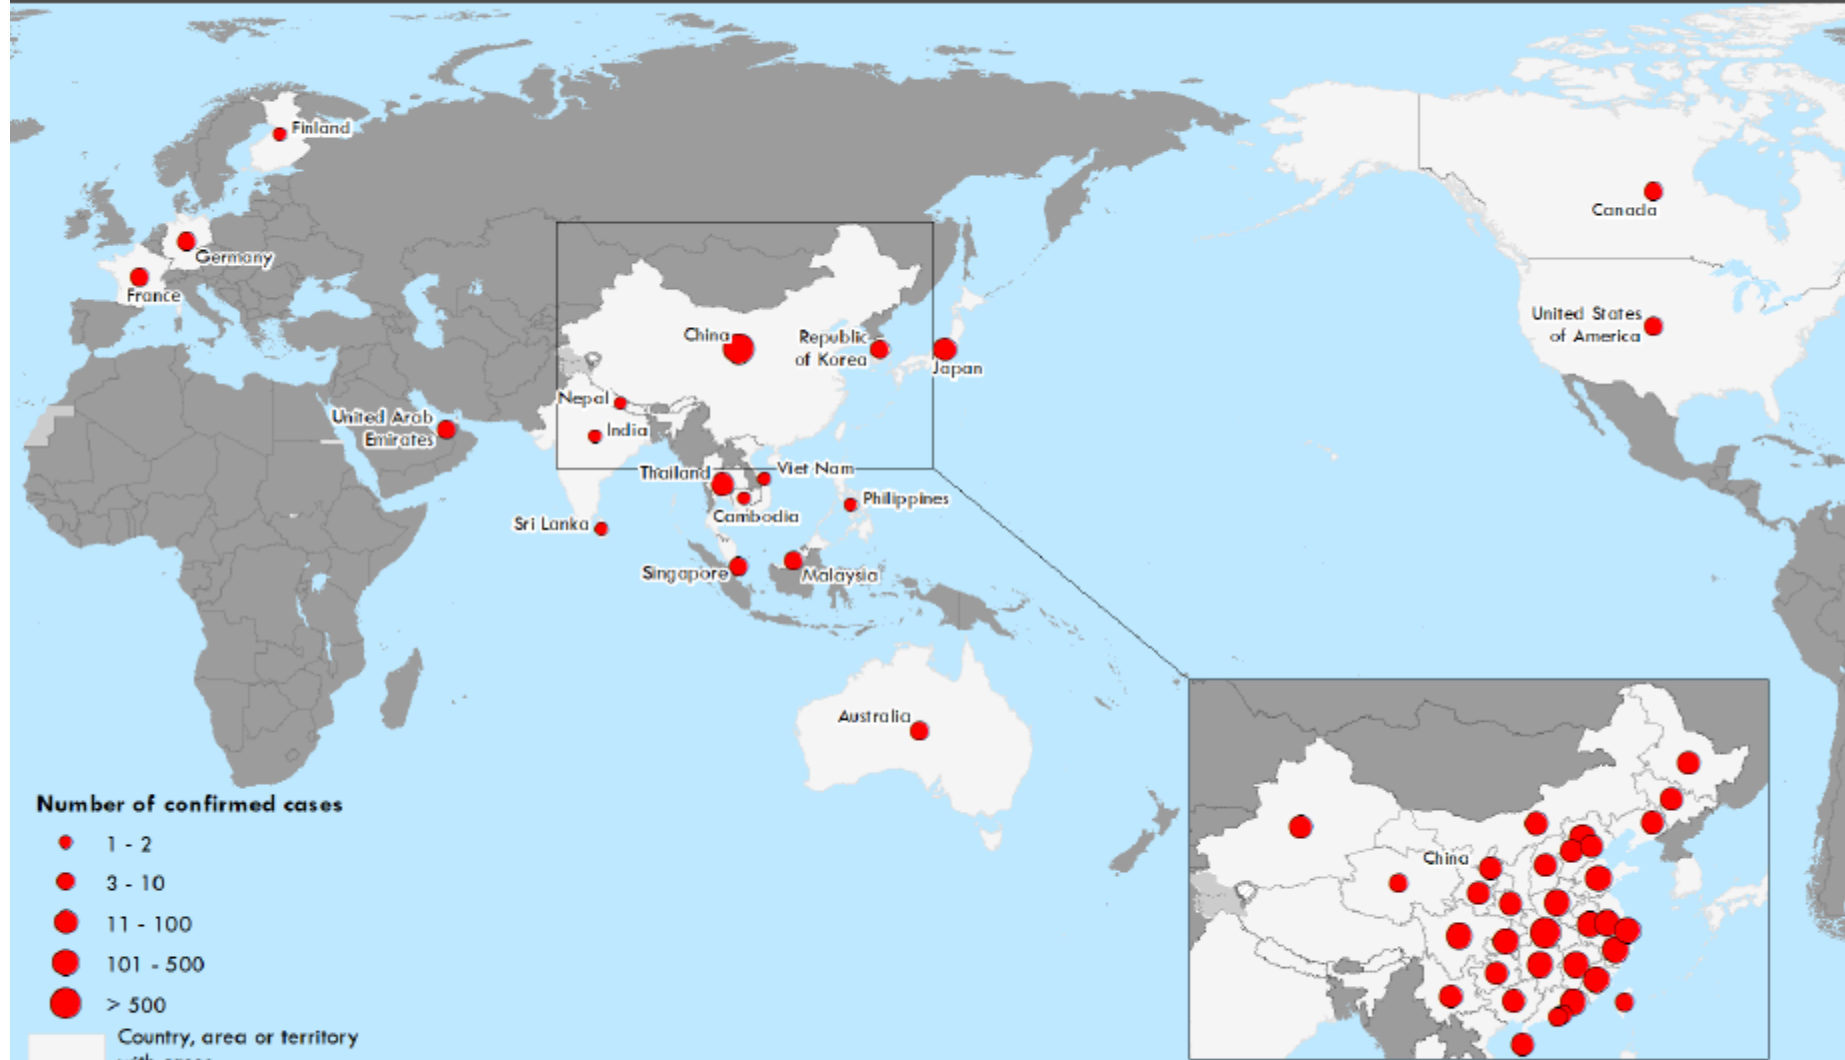 Finland
Germany
France
Canada
United States
of America
China
Republic
of Korea
Japan
Nepal
India
United Arab
Emirates
Thailand
Viet Nam
Cambodia
Philippines
Sri Lanka
Singapore
Malaysia
Australia
China
Number of confirmed cases
1 - 2
3 - 10
11 - 100
101 - 500
> 500
Country, area or territory
with cases